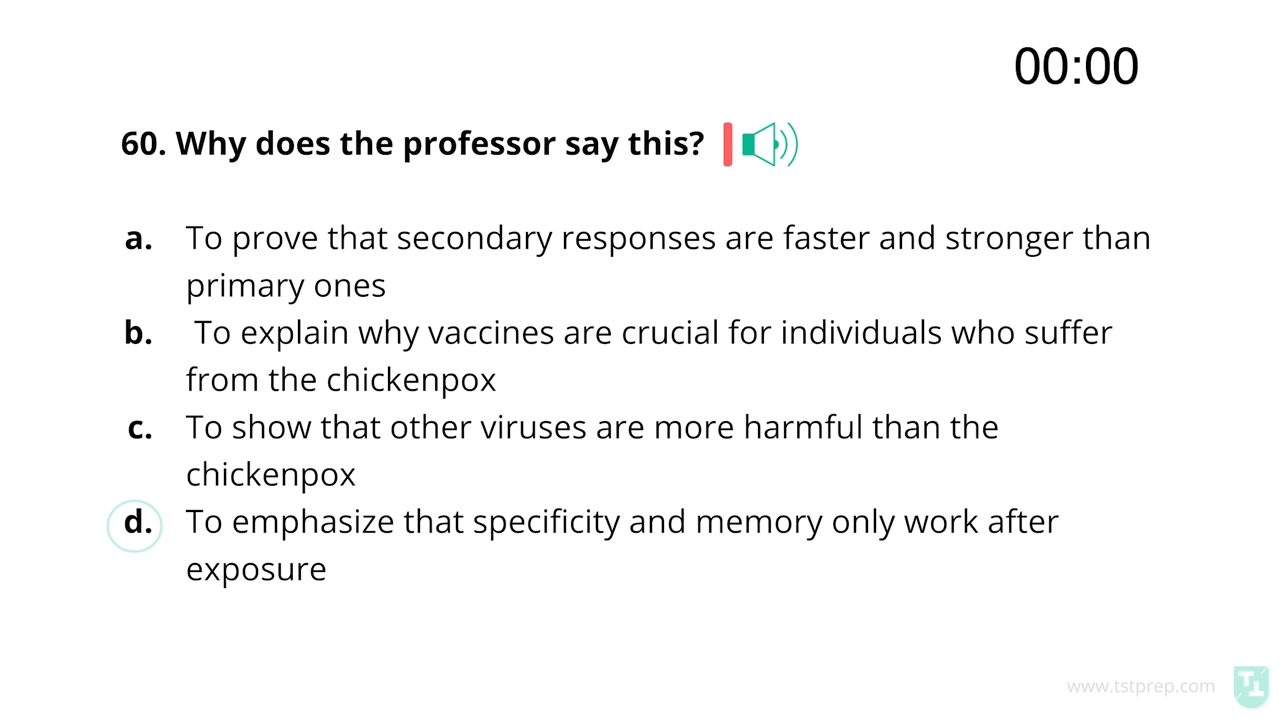 00:00
60. Why does the professor say this?
a. To prove that secondary responses are faster and stronger than
primary ones
b. To explain why vaccines are crucial for individuals who suffer
from the chickenpox
c. To show that other viruses are more harmful than the
chickenpox
d. To emphasize that specificity and memory only work after
exposure
www.tstprep.com